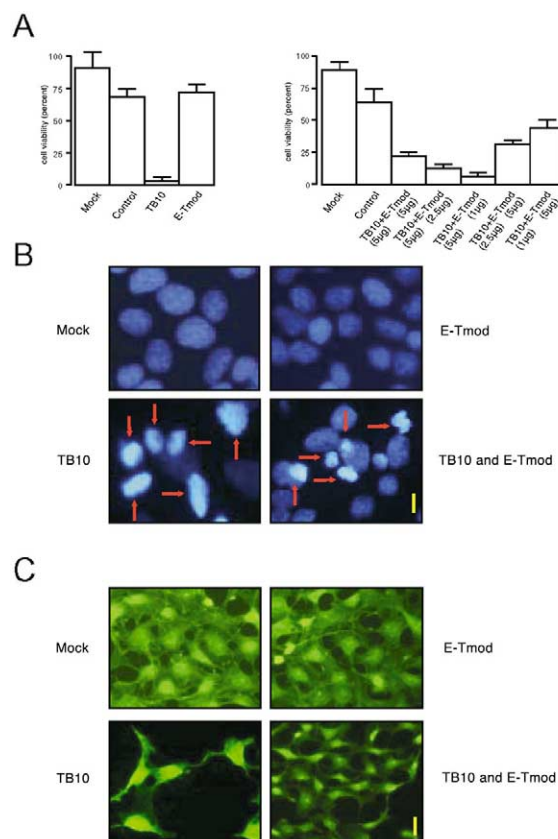 A
100
75
50
25
0
cell viability (percent)
Mock
Control
TB10
E-Tmod
100
75
50
25
0
cell viability (percent)
Mock
Control
TB10+E-Tmod
(5µg) (5µg)
TB10+E-Tmod
(5µg) (2.5µg)
TB10+E-Tmod
(5µg) (1µg)
TB10+E-Tmod
(2.5µg) (5µg)
TB10+E-Tmod
(1µg) (5µg)
B
Mock
E-Tmod
TB10
TB10 and E-Tmod
C
Mock
E-Tmod
TB10
TB10 and E-Tmod